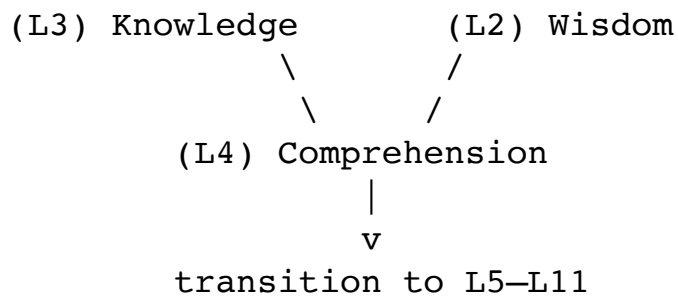 (L3) Knowledge (L2) Wisdom
\ /
\ /
(L4) Comprehension
|
v
transition to L5—L11